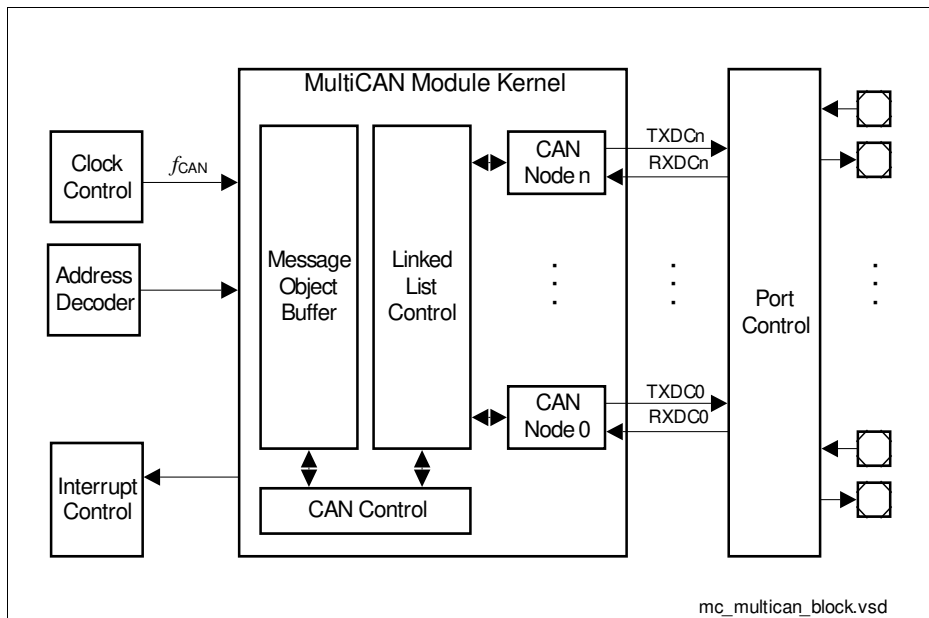 MultiCAN Module Kernel
Clock
Control
fCAN
Address
Decoder
Interrupt
Control
Message
Object
Buffer
Linked
List
Control
CAN
Node n
CAN
Node 0
CAN Control
TXDCn
RXDCn
TXDC0
RXDC0
Port
Control
mc_multican_block.vsd